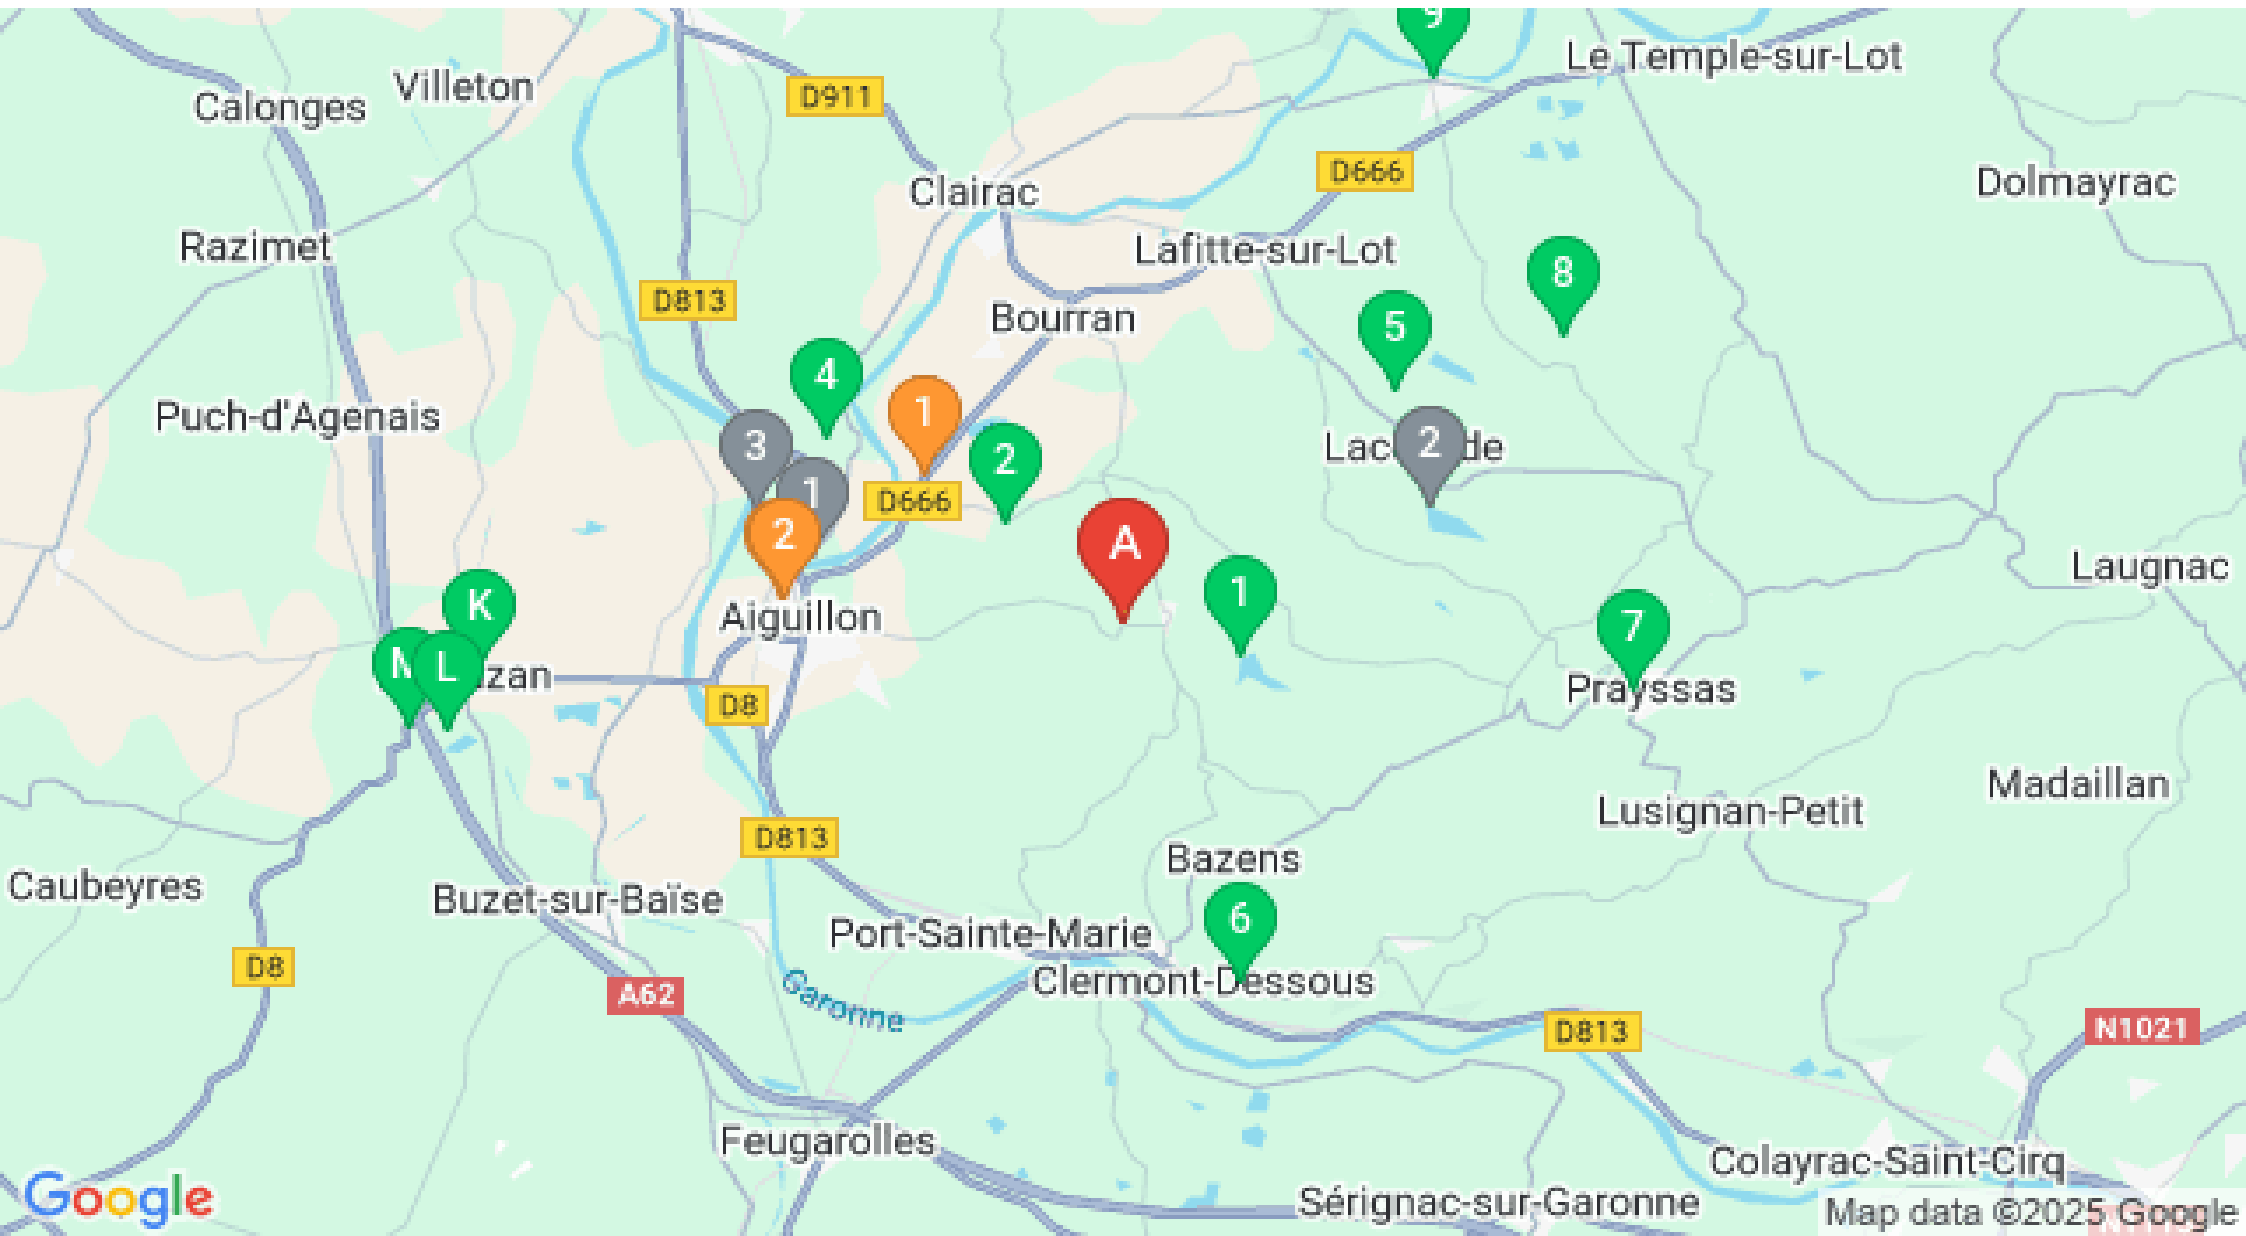 9
Le Temple-sur-Lot
Villeton
Calonges
D911
D666
Dolmayrac
Clairac
Razimet
Lafitte-sur-Lot
8
D813
Bourran
5
4
Puch-d'Agenais
1
2
3
2
1
D666
2
A
Laugnac
K
1
Aiguillon
7
M
L
D8
Prayssas
Madaillan
Lusignan-Petit
D813
Bazens
Caubeyres
Buzet-sur-Baïse
6
Port-Sainte-Marie
D8
Clermont-Dessous
A62
Garonne
N1021
D813
Feugarolles
Colayrac-Saint-Cirq
Google
Sérignac-sur-Garonne
Map data ©2025 Google